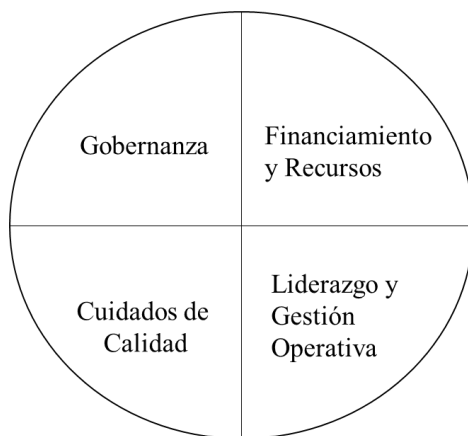 Gobernanza
Financiamiento
y Recursos
Cuidados de
Calidad
Liderazgo y
Gestión
Operativa